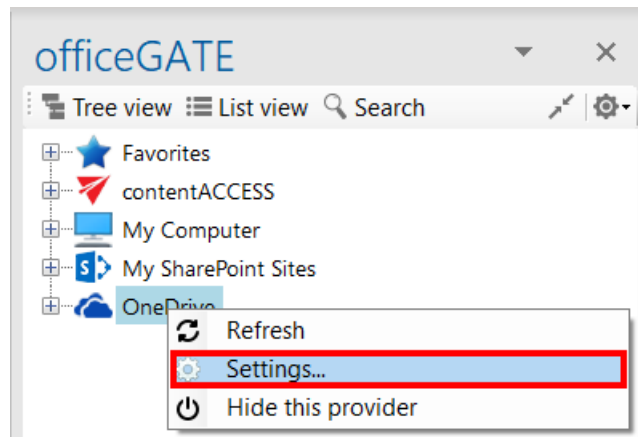 officeGATE
Tree view List view Search
Favorites
contentACCESS
My Computer
My SharePoint Sites
OneDrive
Refresh
Settings...
Hide this provider